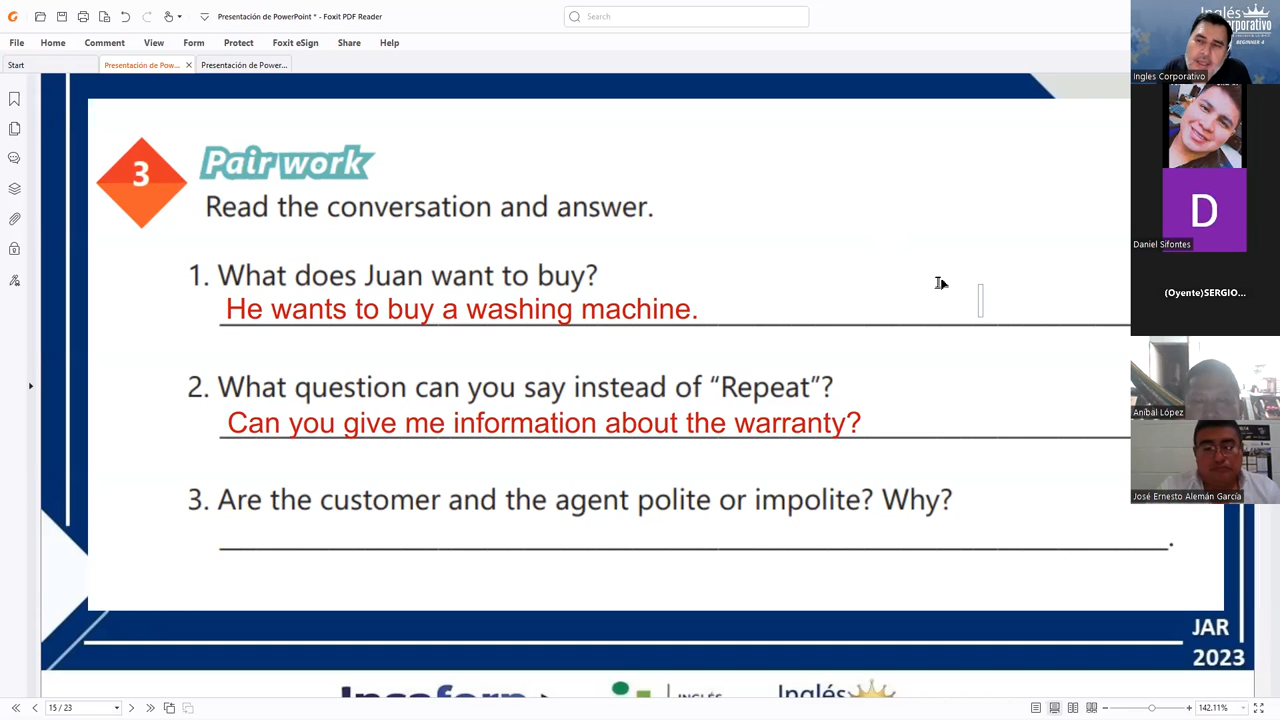 Presentación de PowerPoint * - Foxit PDF Reader
Search
File Home Comment View Form Protect Foxit eSign Share Help
Start
Presentación de Pow... ×
Presentación de Power...
Inglés
Corporativo
BEGINNER 4
Ingles Corporativo
D
Daniel Sifontes
(Oyente)SERGIO...
Aníbal López
José Ernesto Alemán García
3
Pair work
Read the conversation and answer.
1. What does Juan want to buy?
He wants to buy a washing machine.
2. What question can you say instead of “Repeat”?
Can you give me information about the warranty?
3. Are the customer and the agent polite or impolite? Why?
.
JAR
2023
INGLÉS
Inglés
15 / 23
142.11%